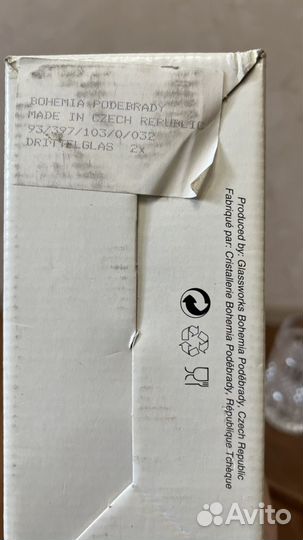 BOHEMIA PODEBRADY
MADE IN CZECH REPUBLIC
93/397/103/0/032
DRITTELGLAS 2x
Produced by: Glassworks Bohemia Poděbrady, Czech Republic
Fabriqué par: Cristallerie Bohemia Poděbrady, République Tchèque
Avito